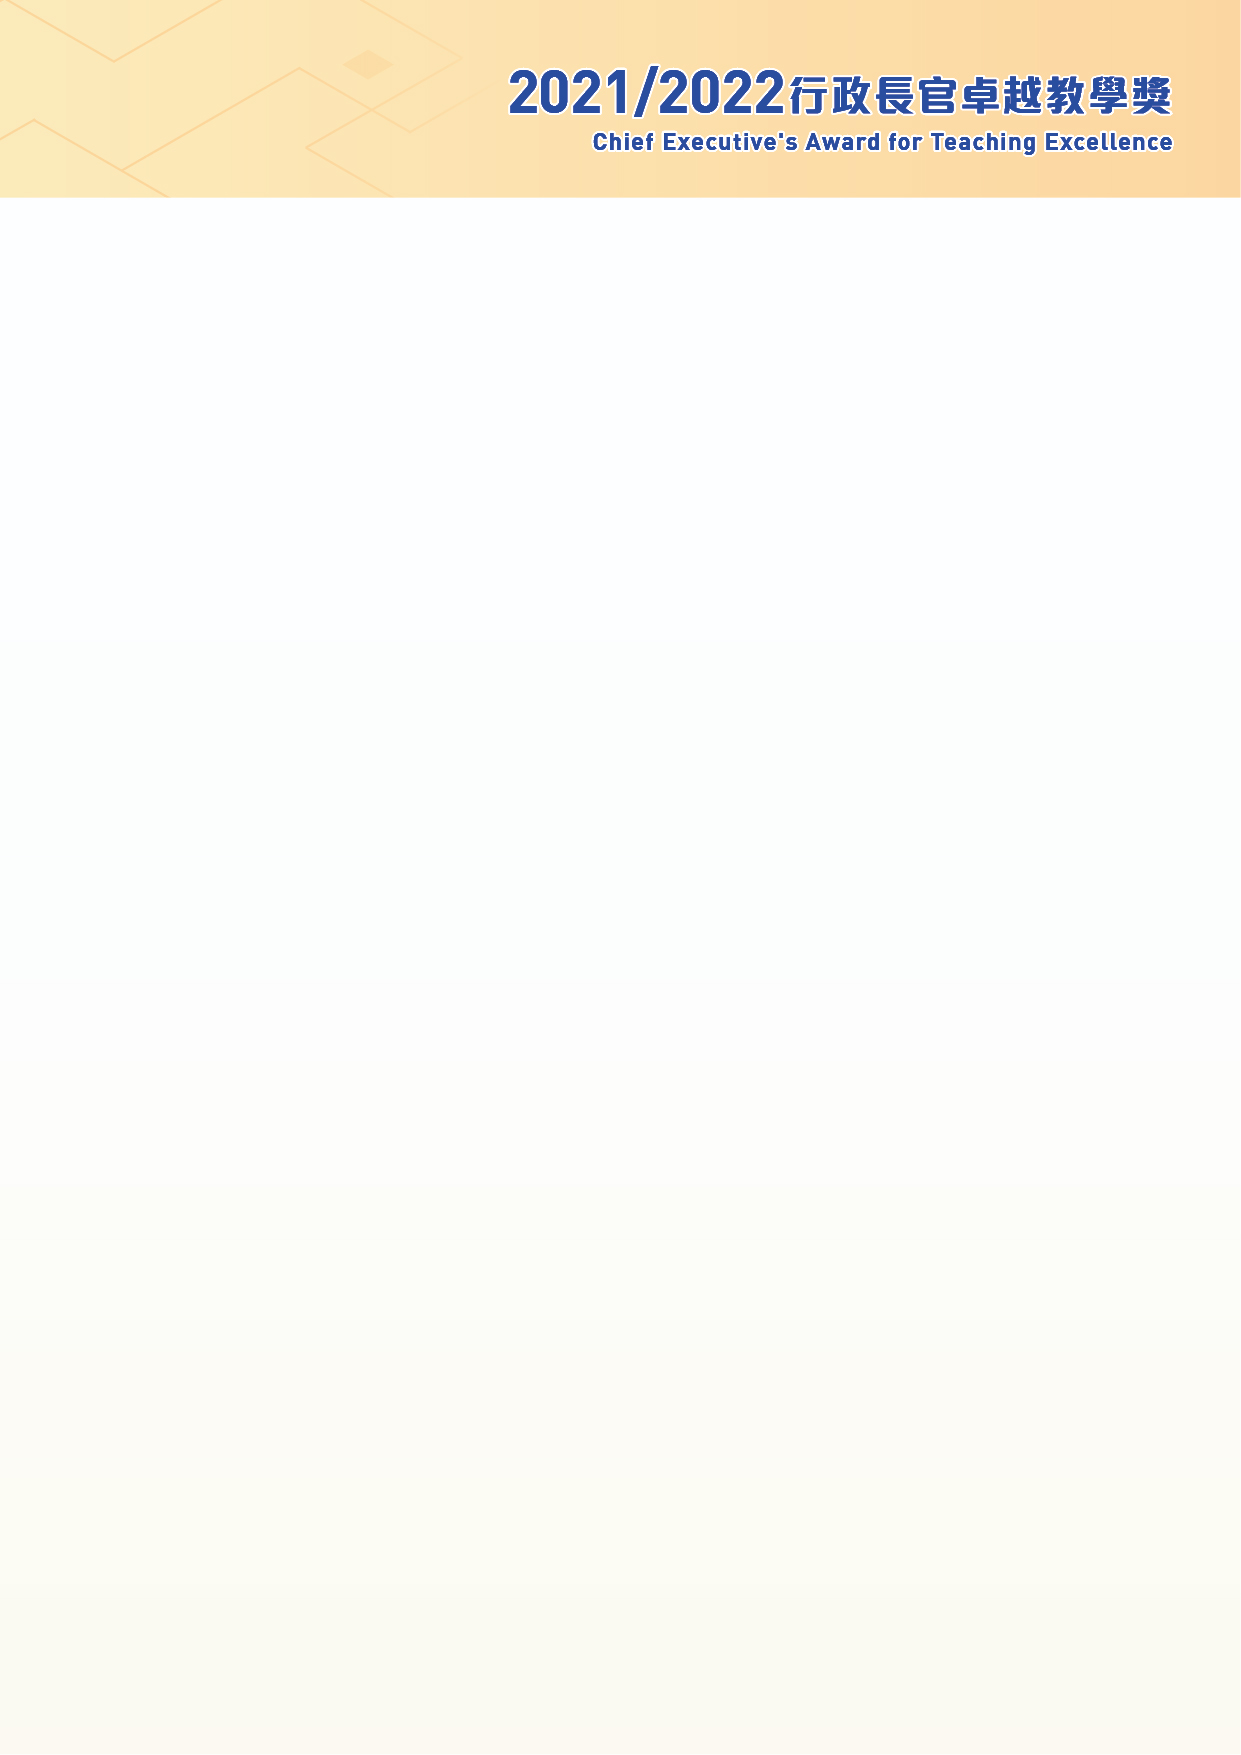 2021/2022行政長官卓越教學獎
Chief Executive's Award for Teaching Excellence